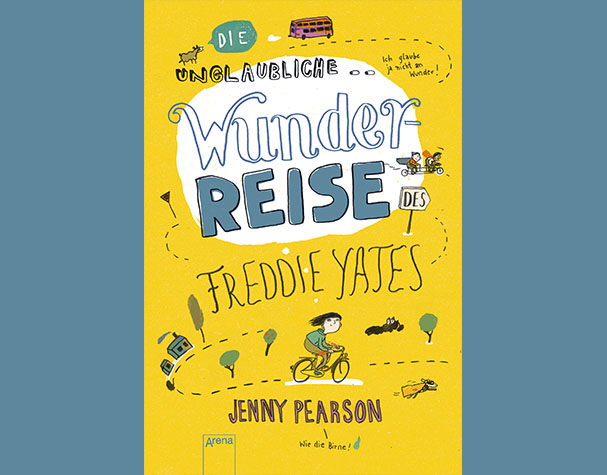 DIE
UNGLAUBLICHE
Ich glaube
ja nicht an
Wunder!
Wunder-
REISE
DES
FREDDIE YATES
JENNY PEARSON
Wie die Birne!
Arena